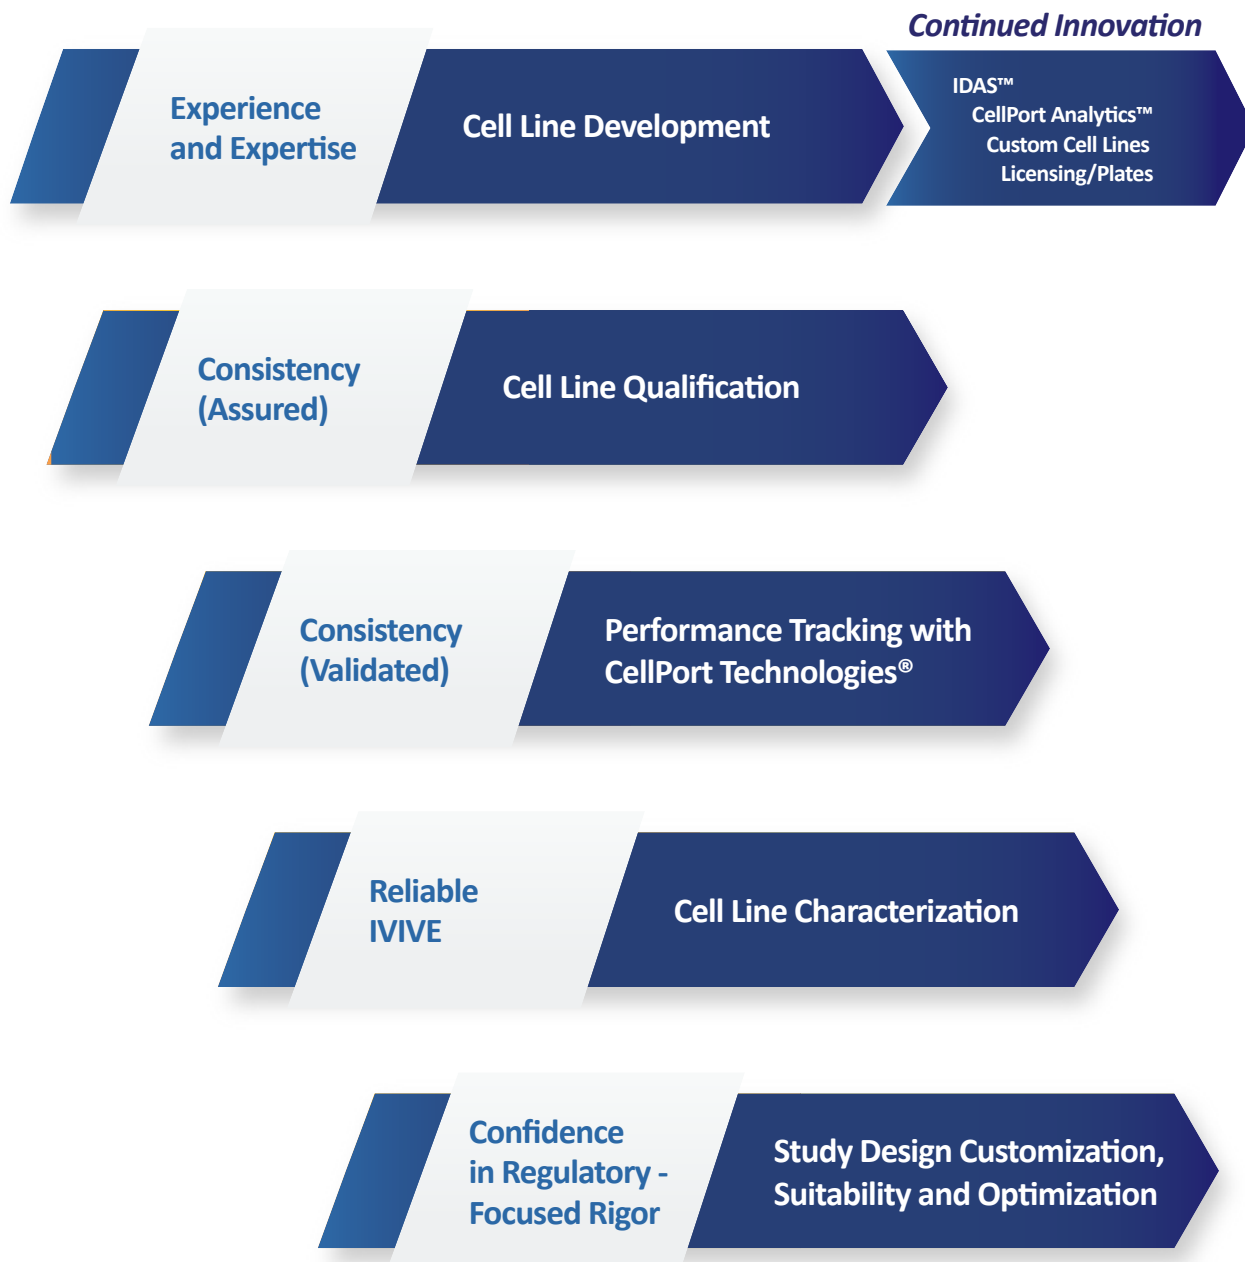 Continued Innovation
Experience
and Expertise
Cell Line Development
IDAS™
CellPort Analytics™
Custom Cell Lines
Licensing/Plates
Consistency
(Assured)
Cell Line Qualification
Consistency
(Validated)
Performance Tracking with
CellPort Technologies®
Reliable
IVIVE
Cell Line Characterization
Confidence
in Regulatory -
Focused Rigor
Study Design Customization,
Suitability and Optimization